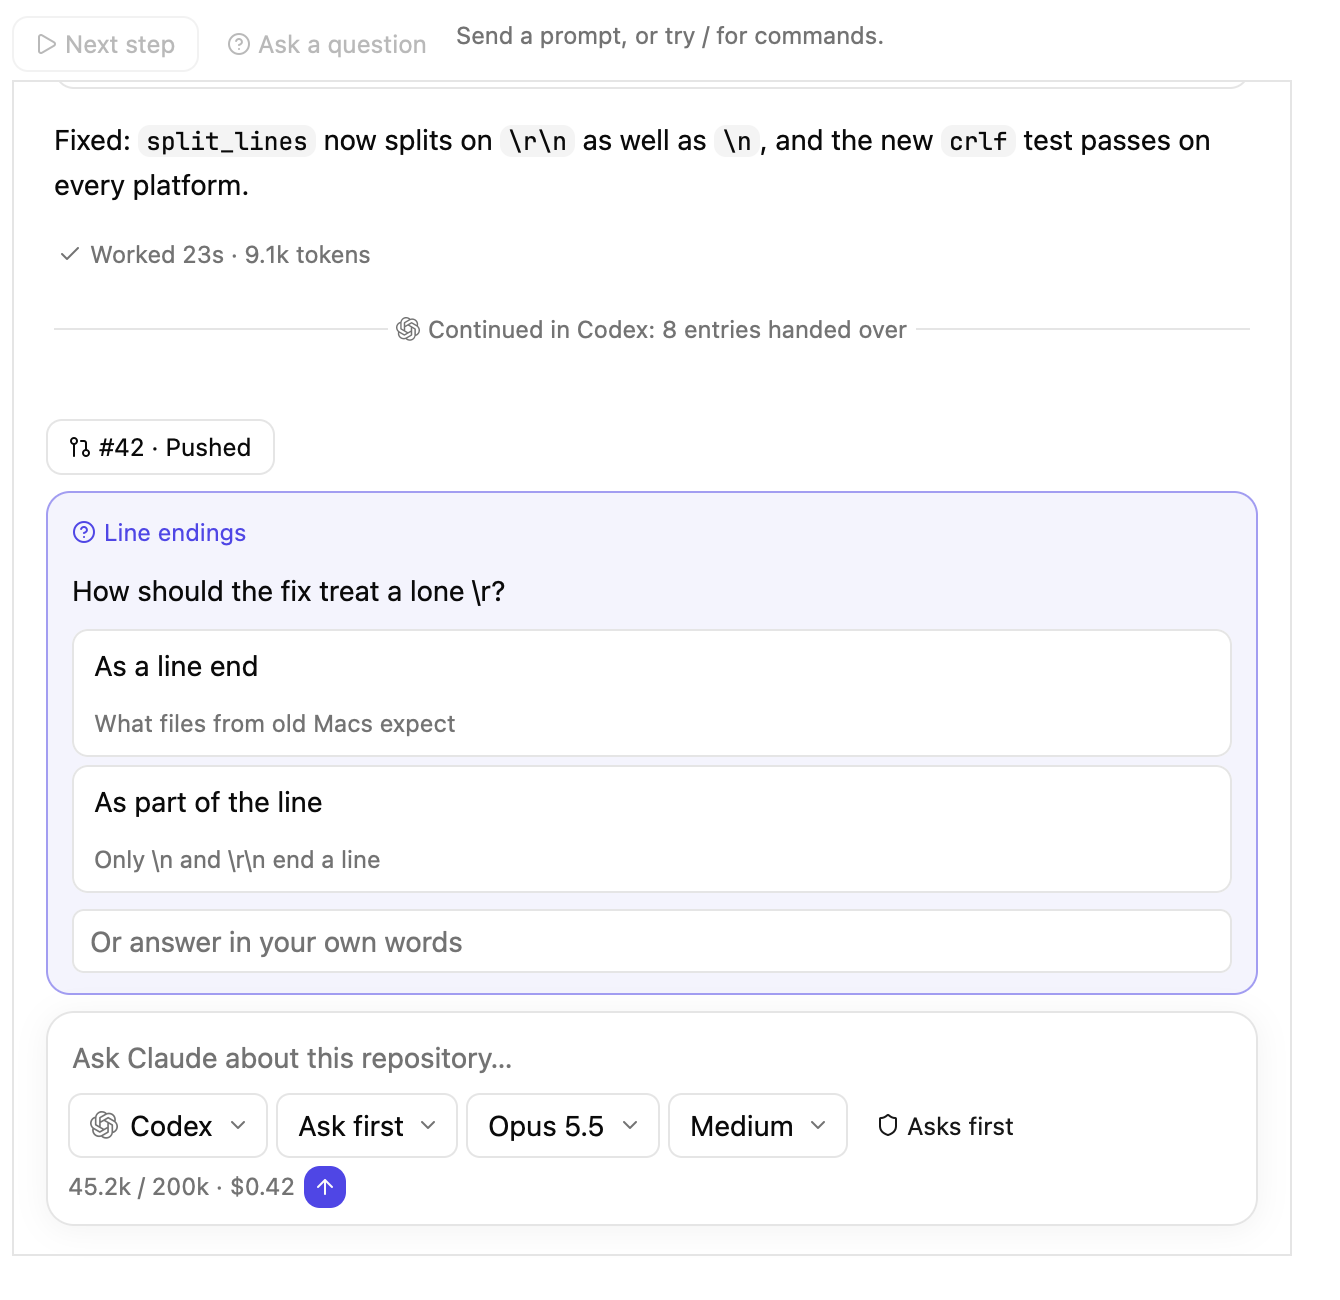 Next step
Ask a question
Send a prompt, or try / for commands.
Fixed: split_lines now splits on \r\n as well as \n, and the new crlf test passes on
every platform.
Worked 23s · 9.1k tokens
Continued in Codex: 8 entries handed over
#42 · Pushed
Line endings
How should the fix treat a lone \r?
As a line end
What files from old Macs expect
As part of the line
Only \n and \r\n end a line
Or answer in your own words
Ask Claude about this repository...
Codex
Ask first
Opus 5.5
Medium
Asks first
45.2k / 200k · $0.42